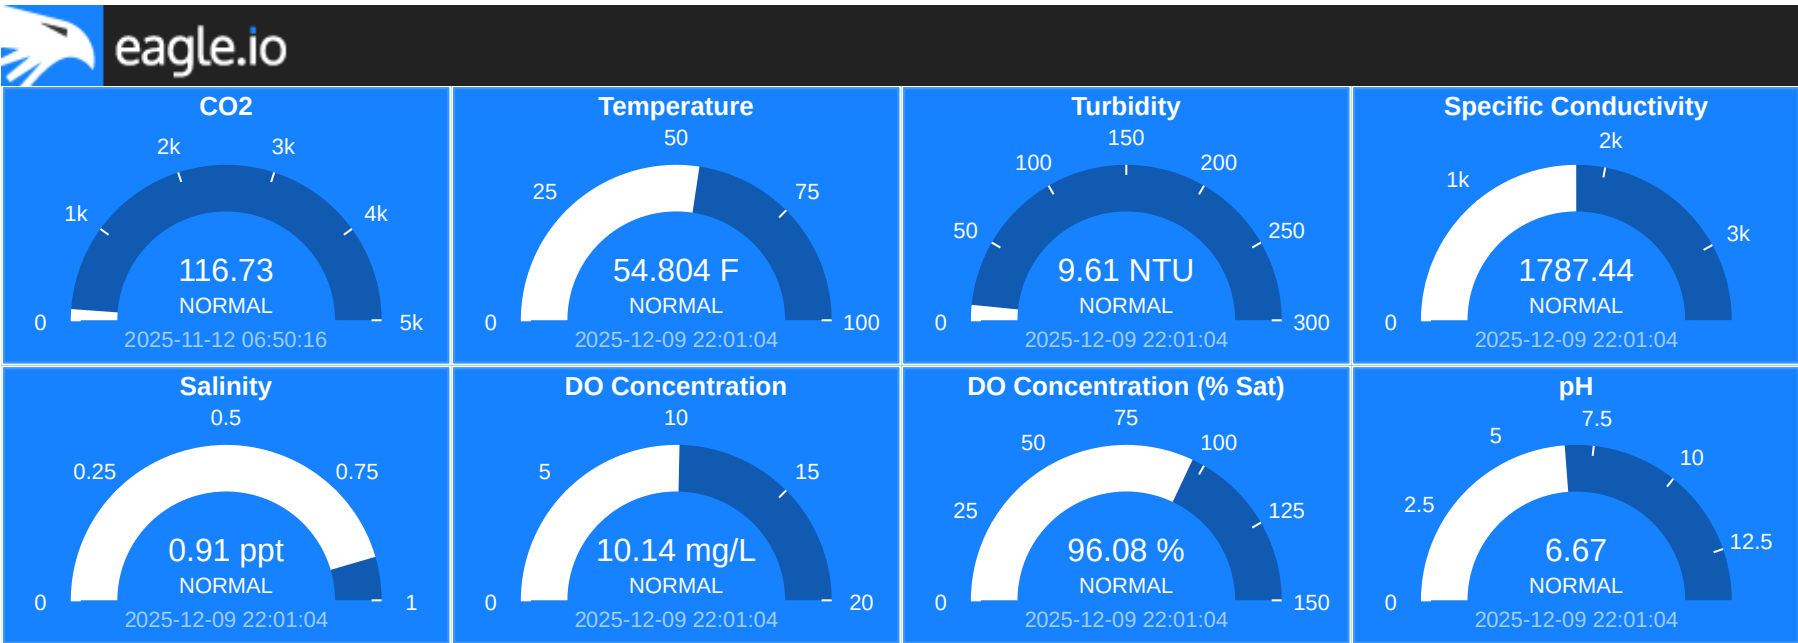 eagle.io
CO2
2k 3k
1k 4k
116.73
NORMAL
0 5k
2025-11-12 06:50:16
Temperature
50
25 75
54.804 F
NORMAL
0 100
2025-12-09 22:01:04
Turbidity
150
100 200
50 250
9.61 NTU
NORMAL
0 300
2025-12-09 22:01:04
Specific Conductivity
2k
1k
3k
1787.44
NORMAL
0
2025-12-09 22:01:04
Salinity
0.5
0.25 0.75
0.91 ppt
NORMAL
0 1
2025-12-09 22:01:04
DO Concentration
10
5 15
10.14 mg/L
NORMAL
0 20
2025-12-09 22:01:04
DO Concentration (% Sat)
75
50 100
25 125
96.08 %
NORMAL
0 150
2025-12-09 22:01:04
pH
7.5
5
10
2.5
12.5
6.67
NORMAL
0
2025-12-09 22:01:04